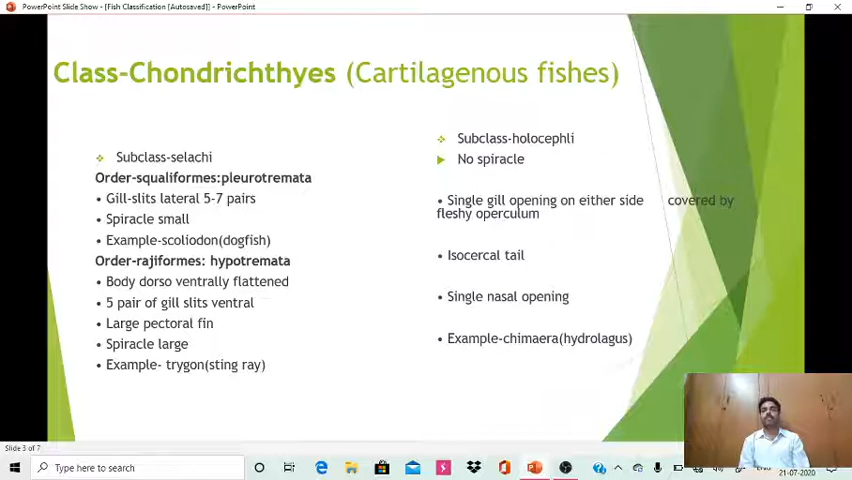 PowerPoint Slide Show - [Fish Classification [Autosaved]] - PowerPoint
Class-Chondrichthyes (Cartilagenous fishes)
Subclass-selachi
Order-squaliformes:pleurotremata
• Gill-slits lateral 5-7 pairs
• Spiracle small
• Example-scoliodon(dogfish)
Order-rajiformes: hypotremata
• Body dorso ventrally flattened
• 5 pair of gill slits ventral
• Large pectoral fin
• Spiracle large
• Example- trygon(sting ray)
Subclass-holocephli
No spiracle
• Single gill opening on either side covered by
fleshy operculum
• Isocercal tail
• Single nasal opening
• Example-chimaera(hydrolagus)
Slide 3 of 7
Type here to search
21-07-2020